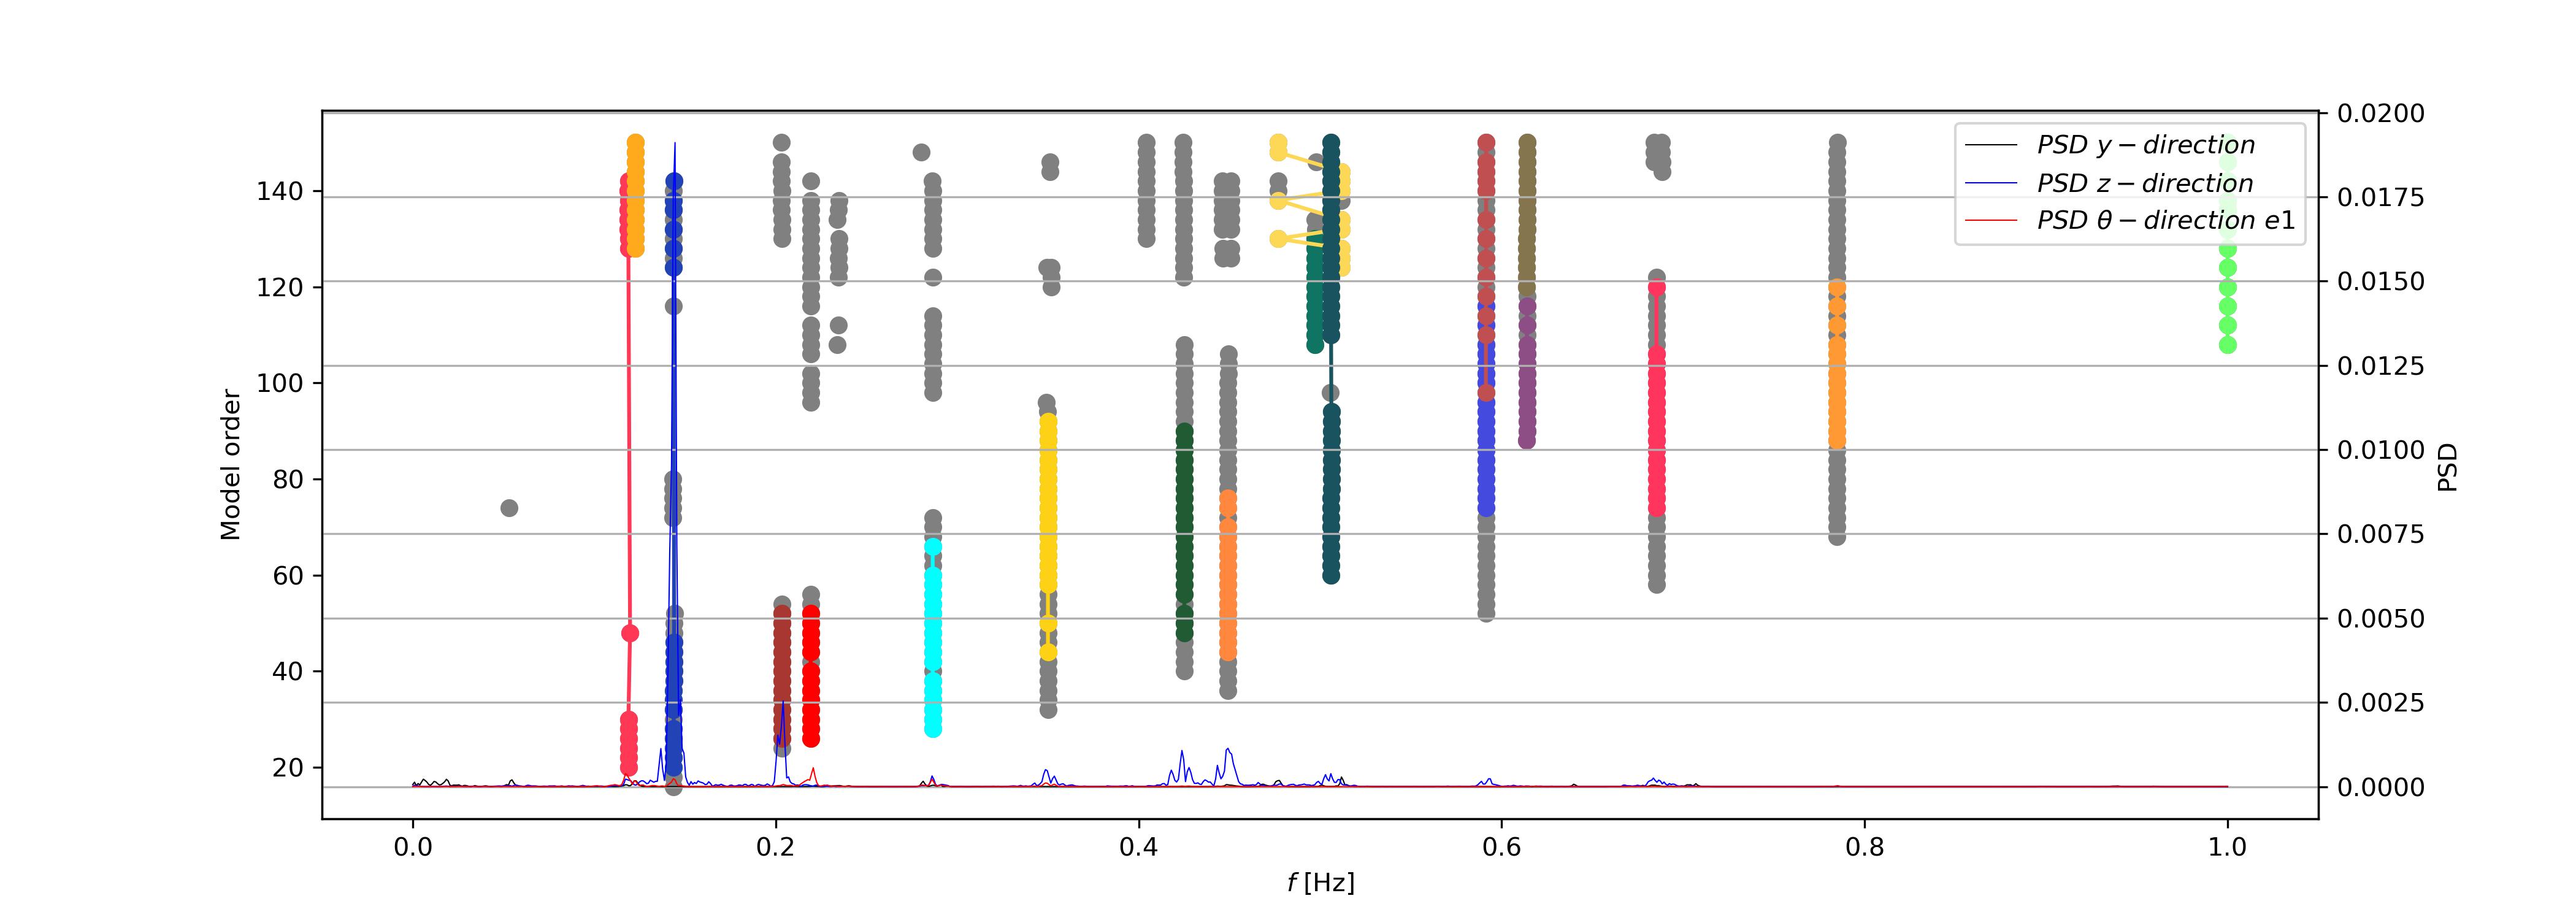 0.0200
PSD y − direction
140
PSD z − direction
0.0175
PSD θ − direction e1
120
0.0150
0.0125
100
Model order
0.0100
PSD
80
0.0075
60
0.0050
40
0.0025
20
0.0000
0.0 0.2 0.4 0.6 0.8 1.0
f [Hz]